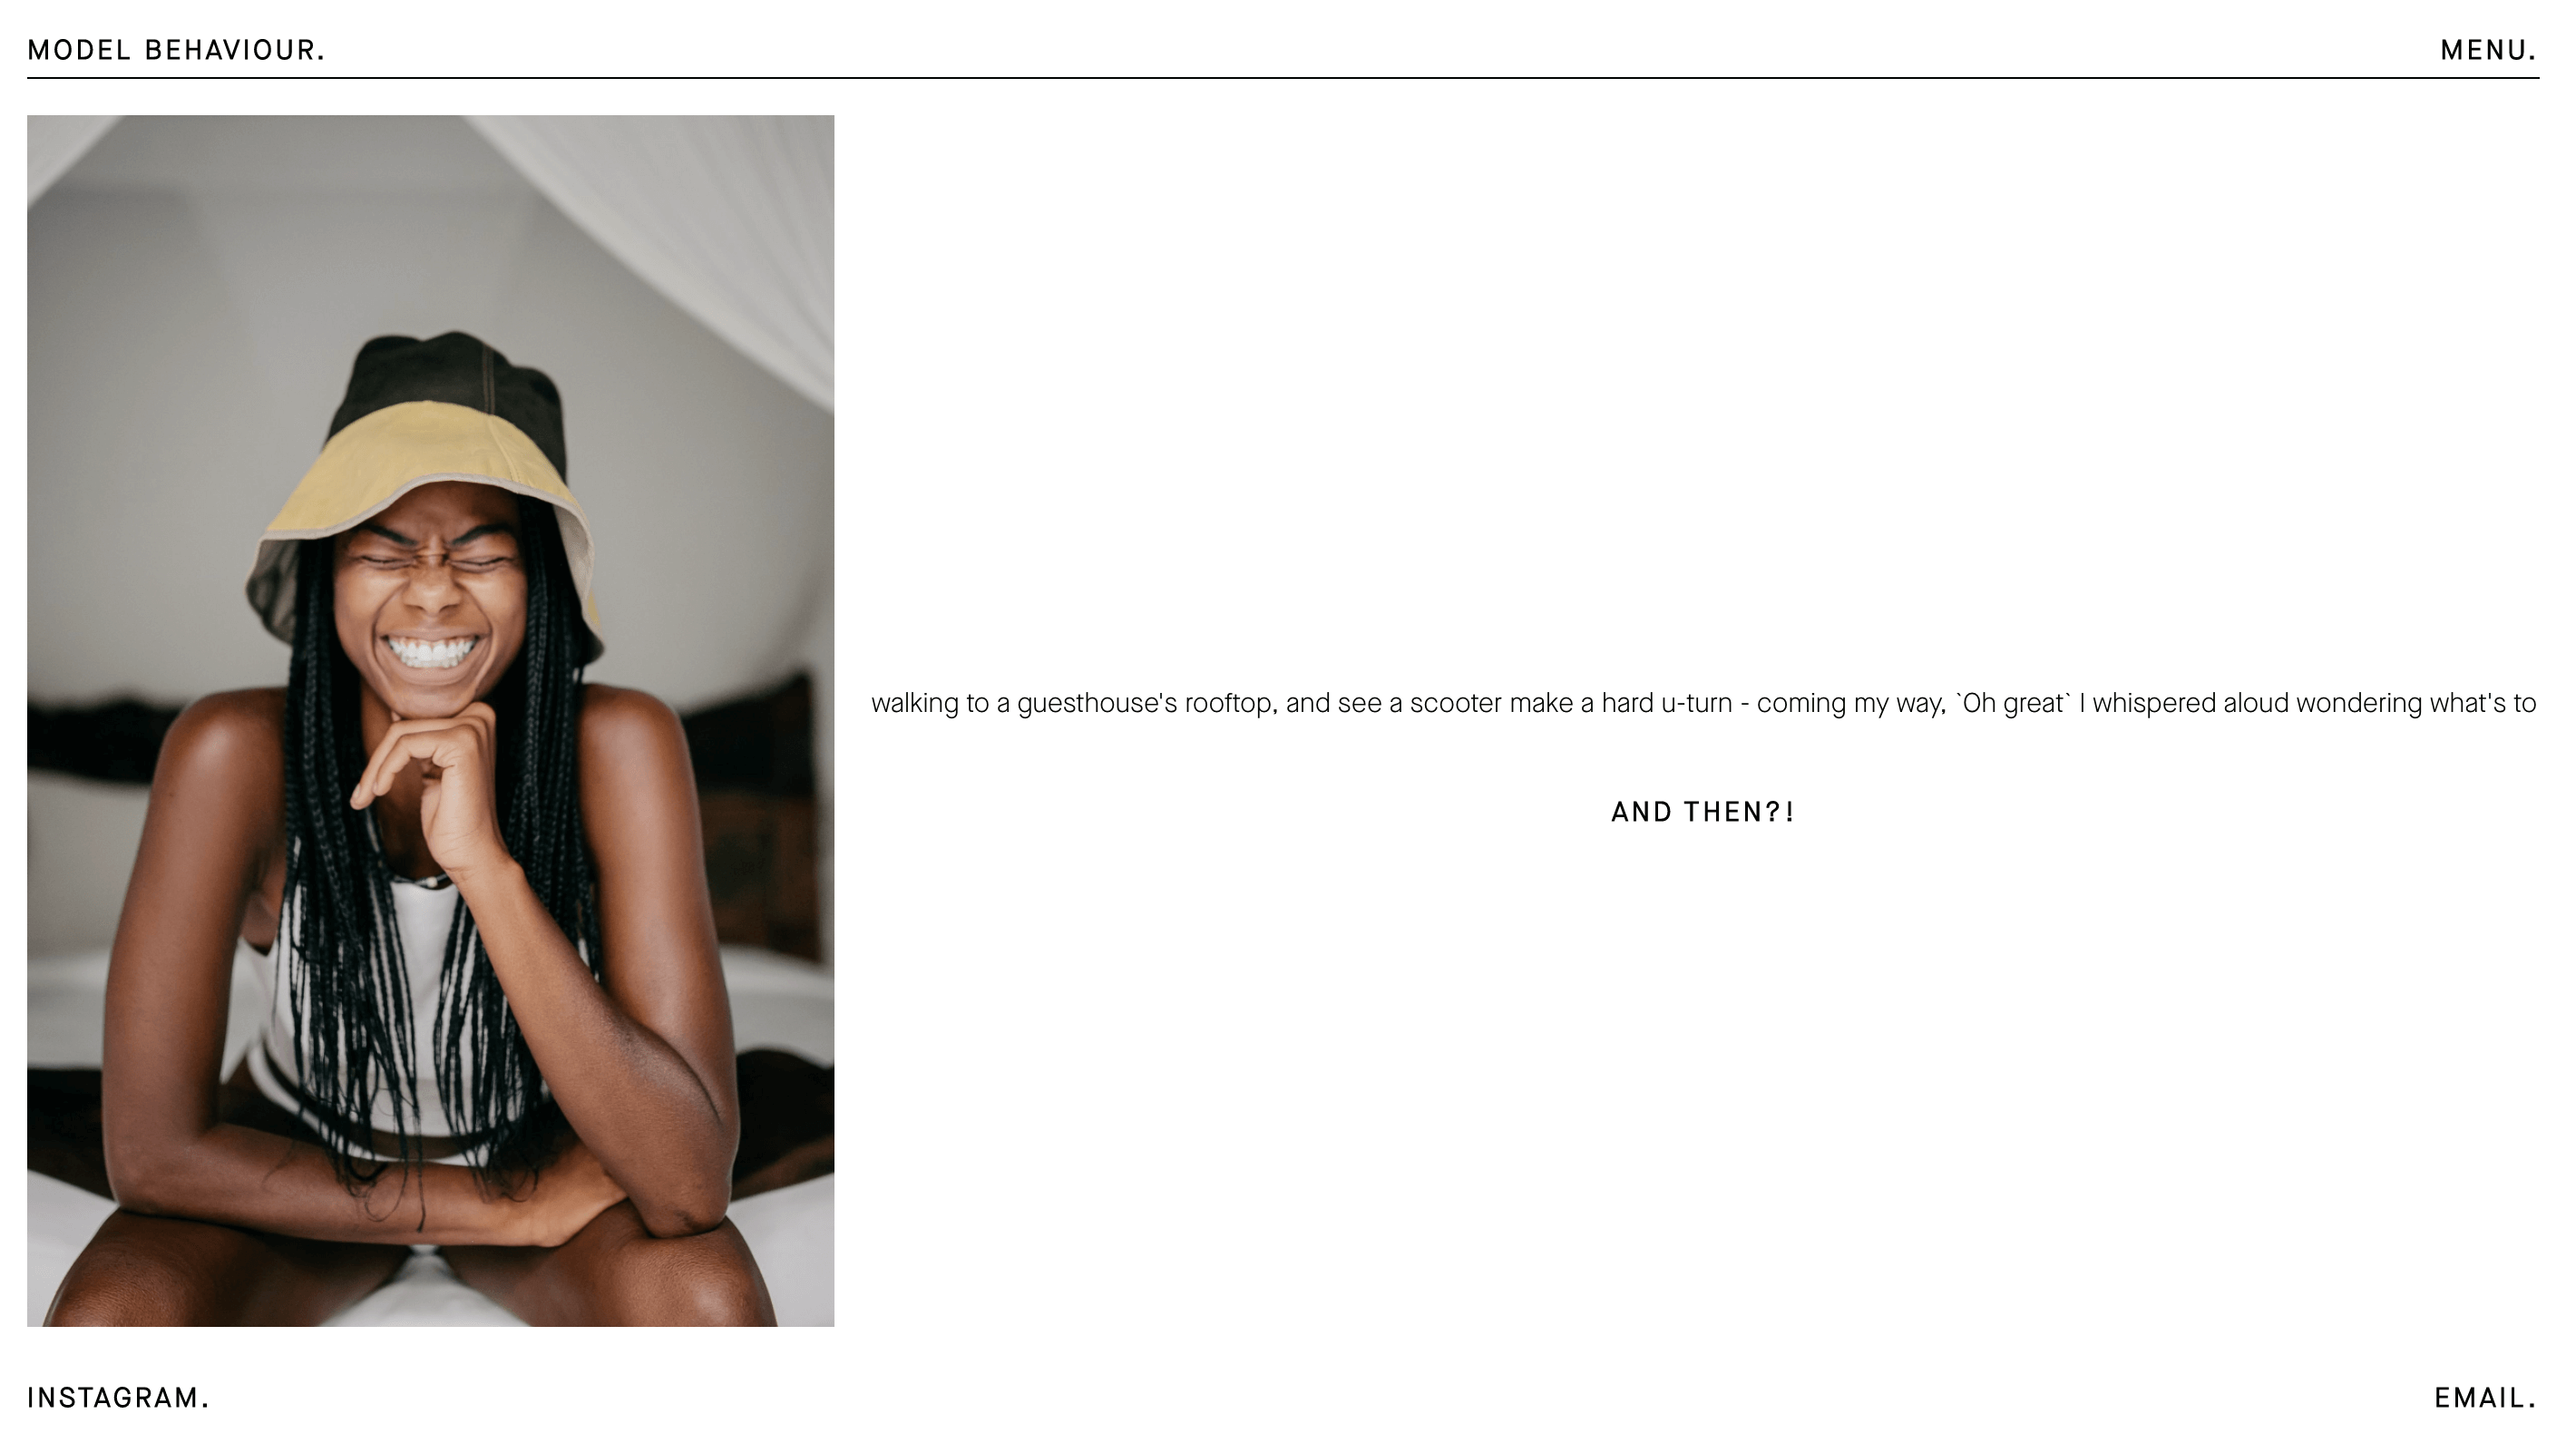 MODEL BEHAVIOUR.
MENU.
walking to a guesthouse's rooftop, and see a scooter make a hard u-turn - coming my way, `Oh great` I whispered aloud wondering what's to
AND THEN?!
INSTAGRAM.
EMAIL.